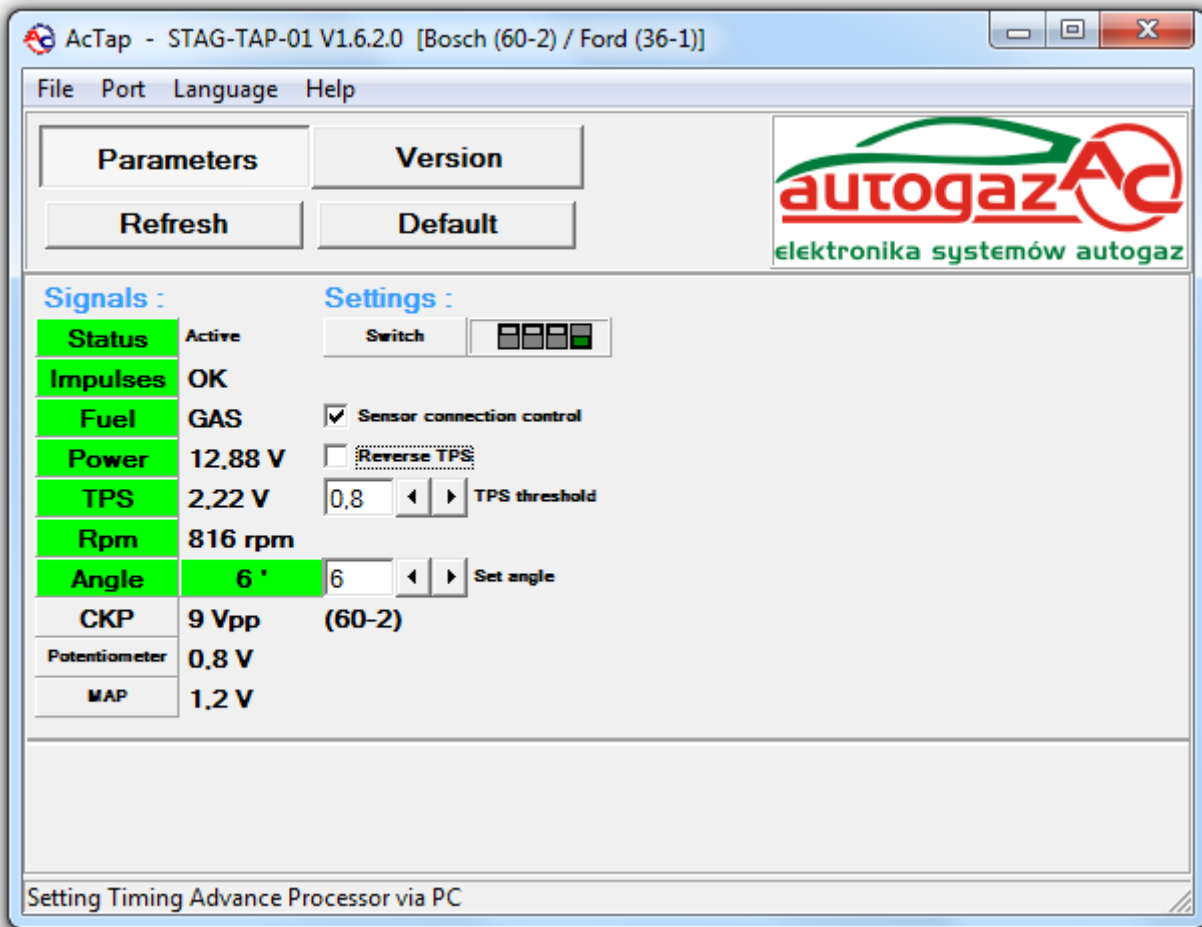 AcTap - STAG-TAP-01 V1.6.2.0 [Bosch (60-2) / Ford (36-1)]
File Port Language Help
Parameters Version
Refresh Default
autogaz AC
elektronika systemów autogaz
Signals : Settings :
Status Active Switch
Impulses OK
Fuel GAS Sensor connection control
Power 12,88 V Reverse TPS
TPS 2,22 V 0,8 TPS threshold
Rpm 816 rpm
Angle 6 ' 6 Set angle
CKP 9 Vpp (60-2)
Potentiometer 0,8 V
MAP 1,2 V
Setting Timing Advance Processor via PC